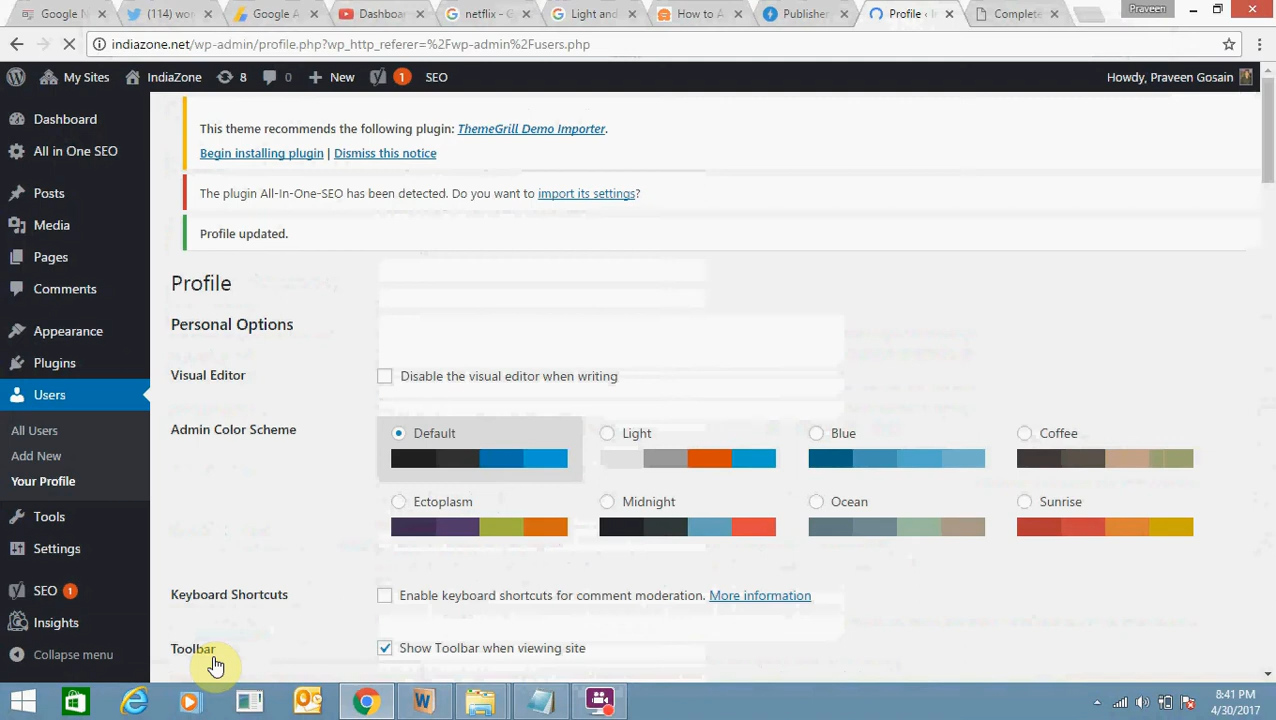 Google M
(114) wor
Google A
Dashboar
netflix - G
Light and
How to A
Publisher
Profile ‹ I
Complete
Praveen
indiazone.net/wp-admin/profile.php?wp_http_referer=%2Fwp-admin%2Fusers.php
My Sites IndiaZone 8 0 New 1 SEO
Howdy, Praveen Gosain
Dashboard
All in One SEO
Posts
Media
Pages
Comments
Appearance
Plugins
Users
All Users
Add New
Your Profile
Tools
Settings
SEO 1
Insights
Collapse menu
This theme recommends the following plugin: ThemeGrill Demo Importer.
Begin installing plugin | Dismiss this notice
The plugin All-In-One-SEO has been detected. Do you want to import its settings?
Profile updated.
Profile
Personal Options
Visual Editor
Disable the visual editor when writing
Admin Color Scheme
Default
Light
Blue
Coffee
Ectoplasm
Midnight
Ocean
Sunrise
Keyboard Shortcuts
Enable keyboard shortcuts for comment moderation. More information
Toolbar
Show Toolbar when viewing site
8:41 PM
4/30/2017